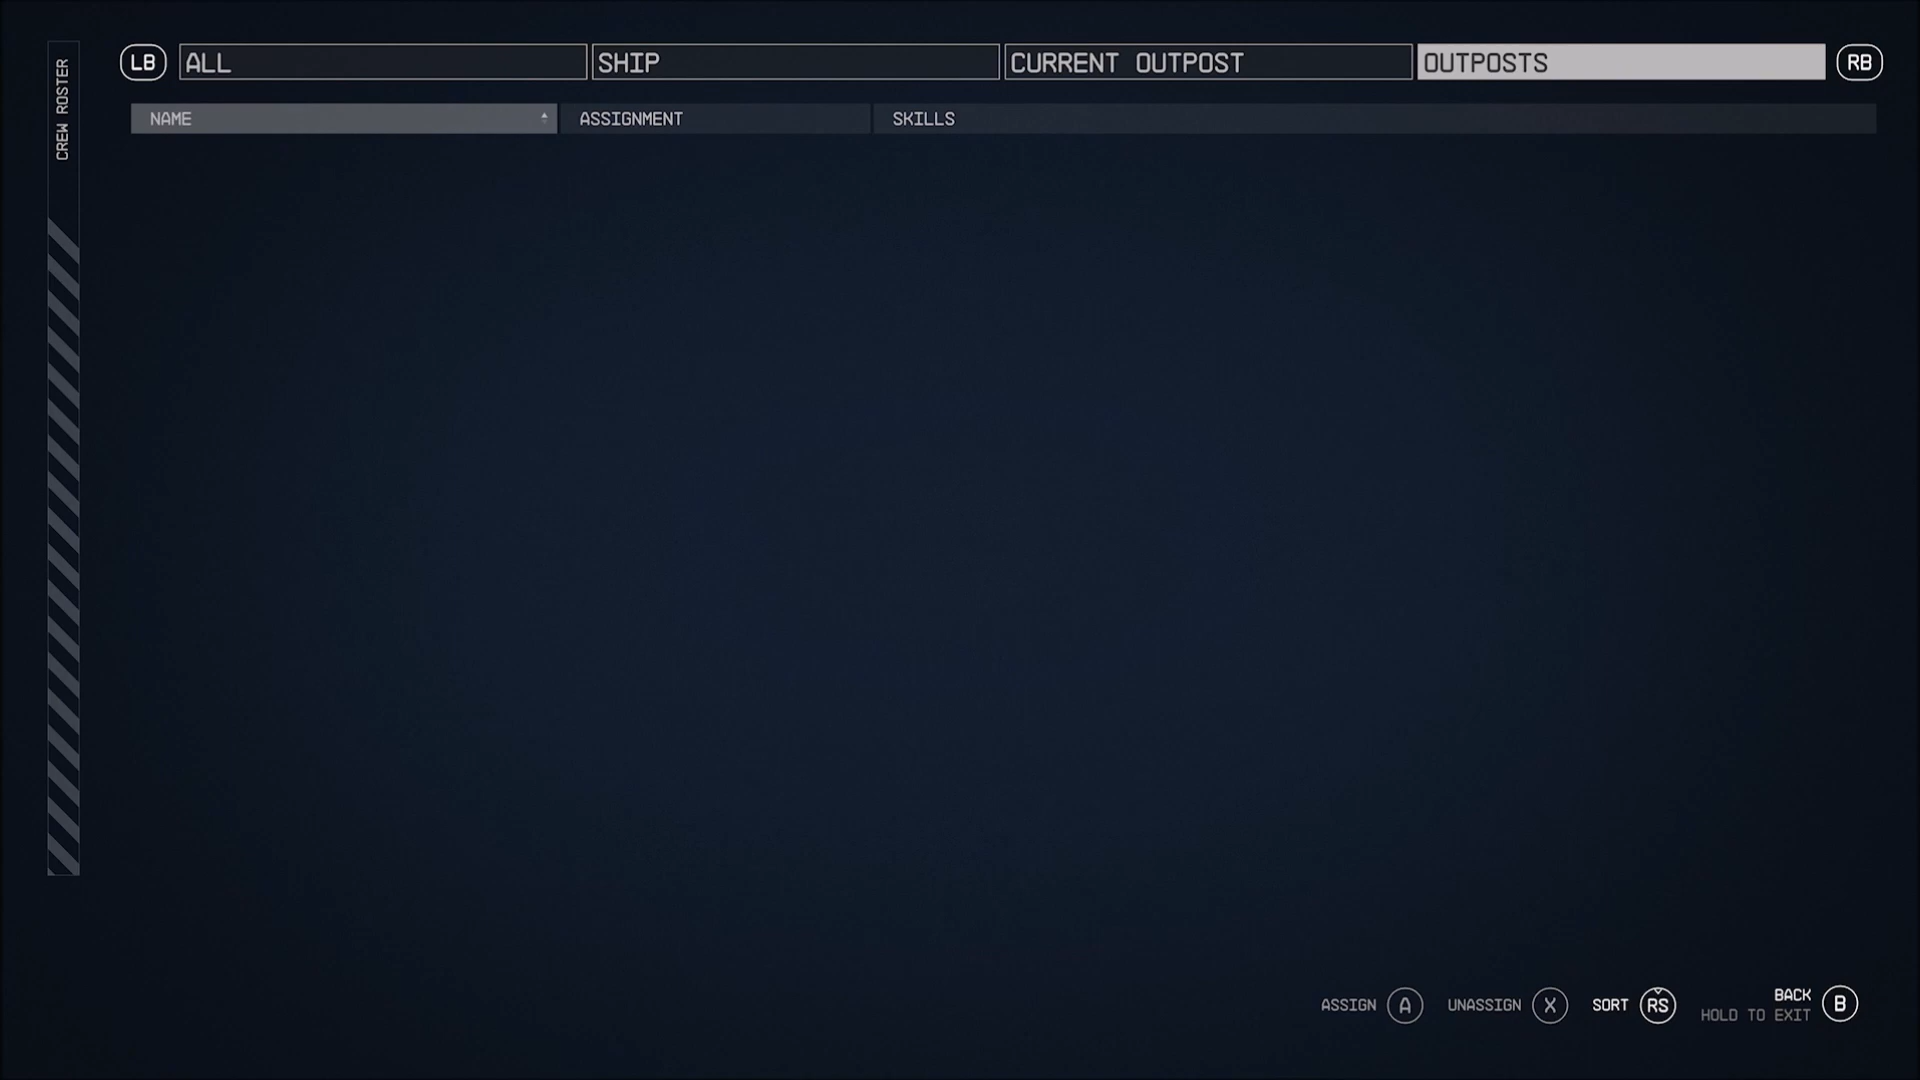 CREW ROSTER
LB ALL SHIP CURRENT OUTPOST OUTPOSTS RB
NAME ASSIGNMENT SKILLS
ASSIGN A UNASSIGN X SORT RS BACK B
HOLD TO EXIT